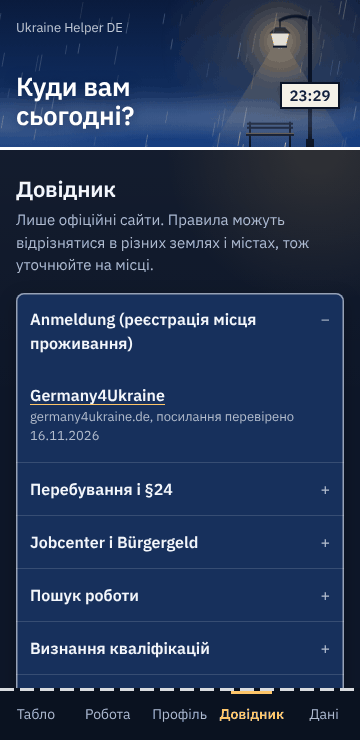 Ukraine Helper DE
Куди вам
сьогодні?
23:29
Довідник
Лише офіційні сайти. Правила можуть
відрізнятися в різних землях і містах, тож
уточнюйте на місці.
Anmeldung (реєстрація місця
проживання)
−
Germany4Ukraine
germany4ukraine.de, посилання перевірено
16.11.2026
Перебування і §24 +
Jobcenter і Bürgergeld +
Пошук роботи +
Визнання кваліфікацій +
Табло Робота Профіль Довідник Дані